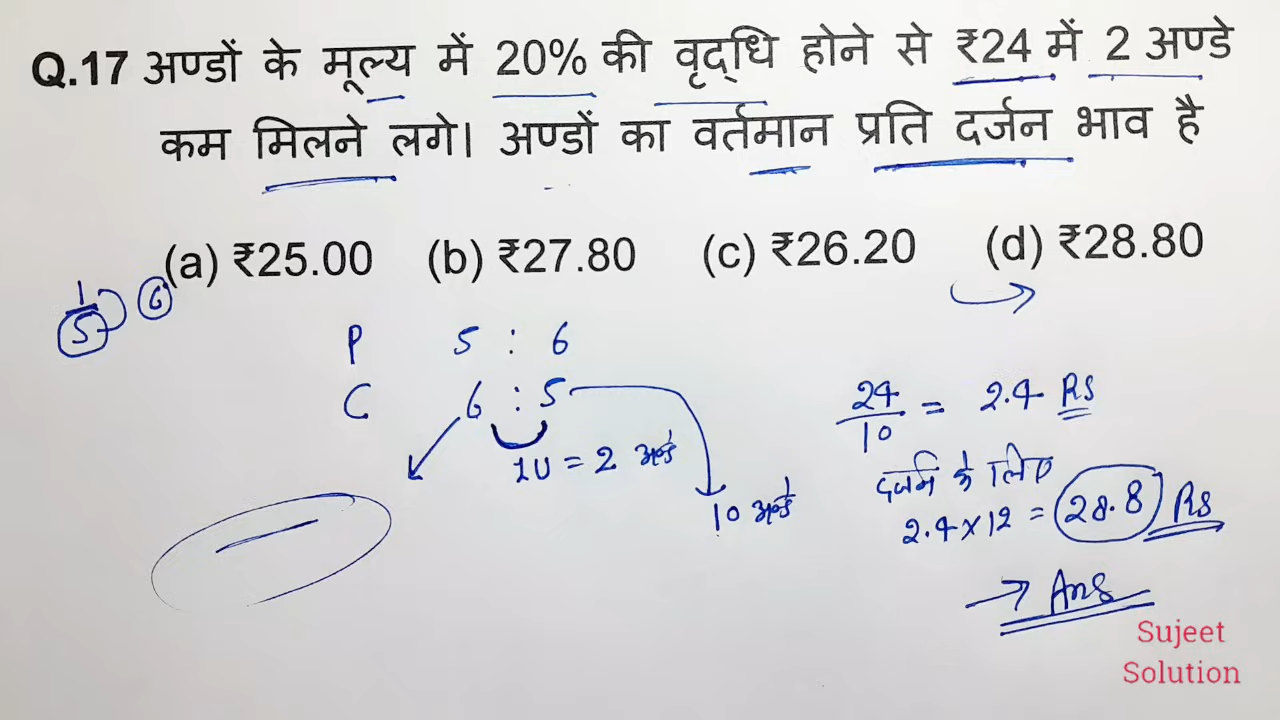 Q.17 अण्डों के मूल्य में 20% की वृद्धि होने से ₹24 में 2 अण्डे
कम मिलने लगे। अण्डों का वर्तमान प्रति दर्जन भाव है
(a) ₹25.00 (b) ₹27.80 (c) ₹26.20 (d) ₹28.80
1/5 6
P 5 : 6
C 6 : 5
1U = 2 अण्डे
10 अण्डे
24/10 = 2.4 Rs
दर्जन के लिए
2.4 × 12 = 28.8 Rs
→ Ans
Sujeet
Solution